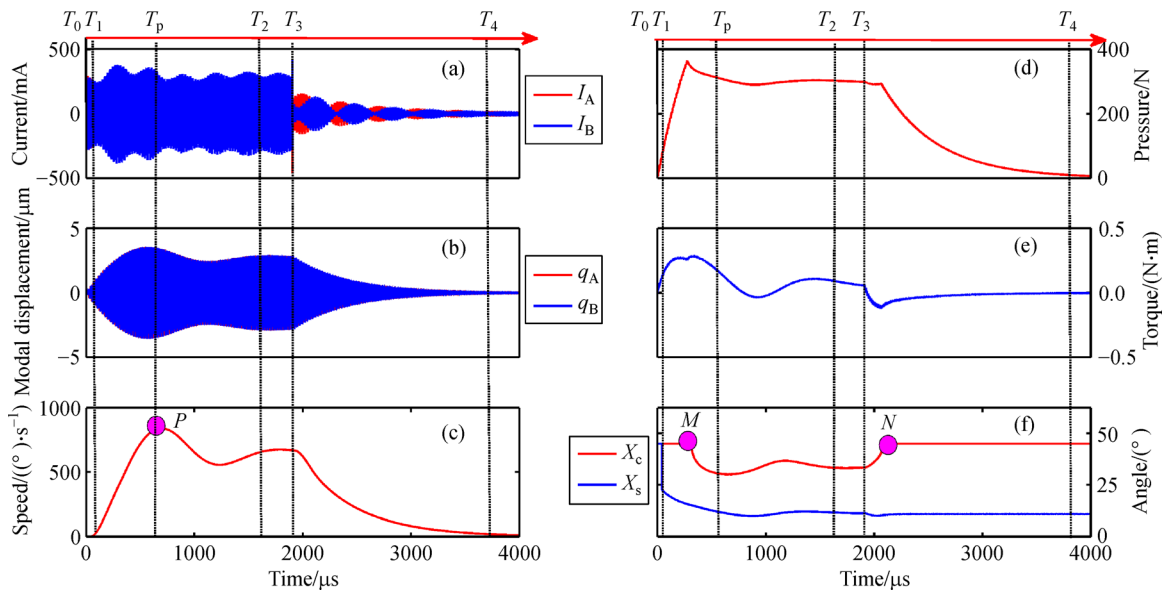 T0 T1 Tp T2 T3 T4
500
0
−500
Current/mA
(a)
IA
IB
5
0
−5
Modal displacement/μm
(b)
qA
qB
1000
500
0
Speed/((°)·s−1)
P
(c)
0 1000 2000 3000 4000
Time/μs
T0 T1 Tp T2 T3 T4
(d)
400
200
0
Pressure/N
(e)
0.5
0.0
−0.5
Torque/(N·m)
Xc
Xs
M
N
(f)
50
25
0
Angle/(°)
0 1000 2000 3000 4000
Time/μs